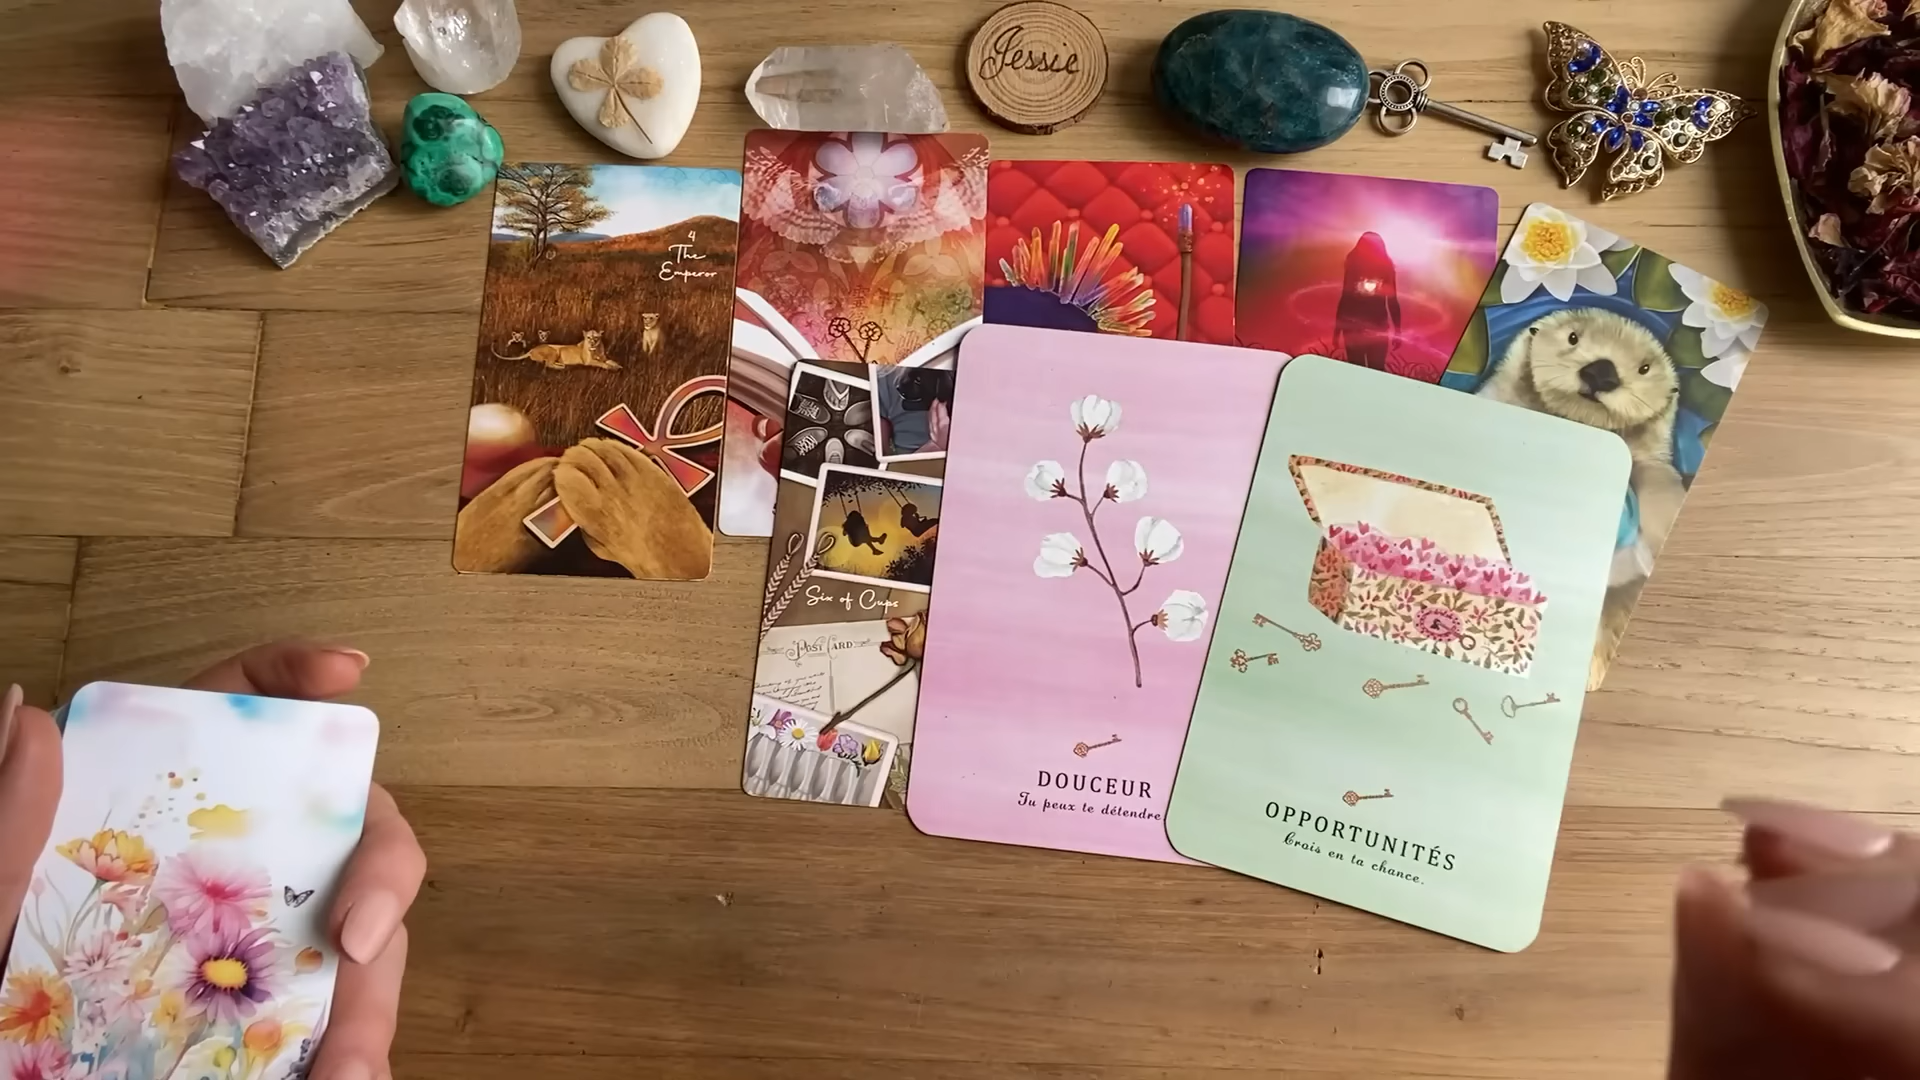 Jessie
4
The
Emperor
Six of Cups
POST CARD
DOUCEUR
Tu peux te détendre.
OPPORTUNITÉS
Crois en ta chance.